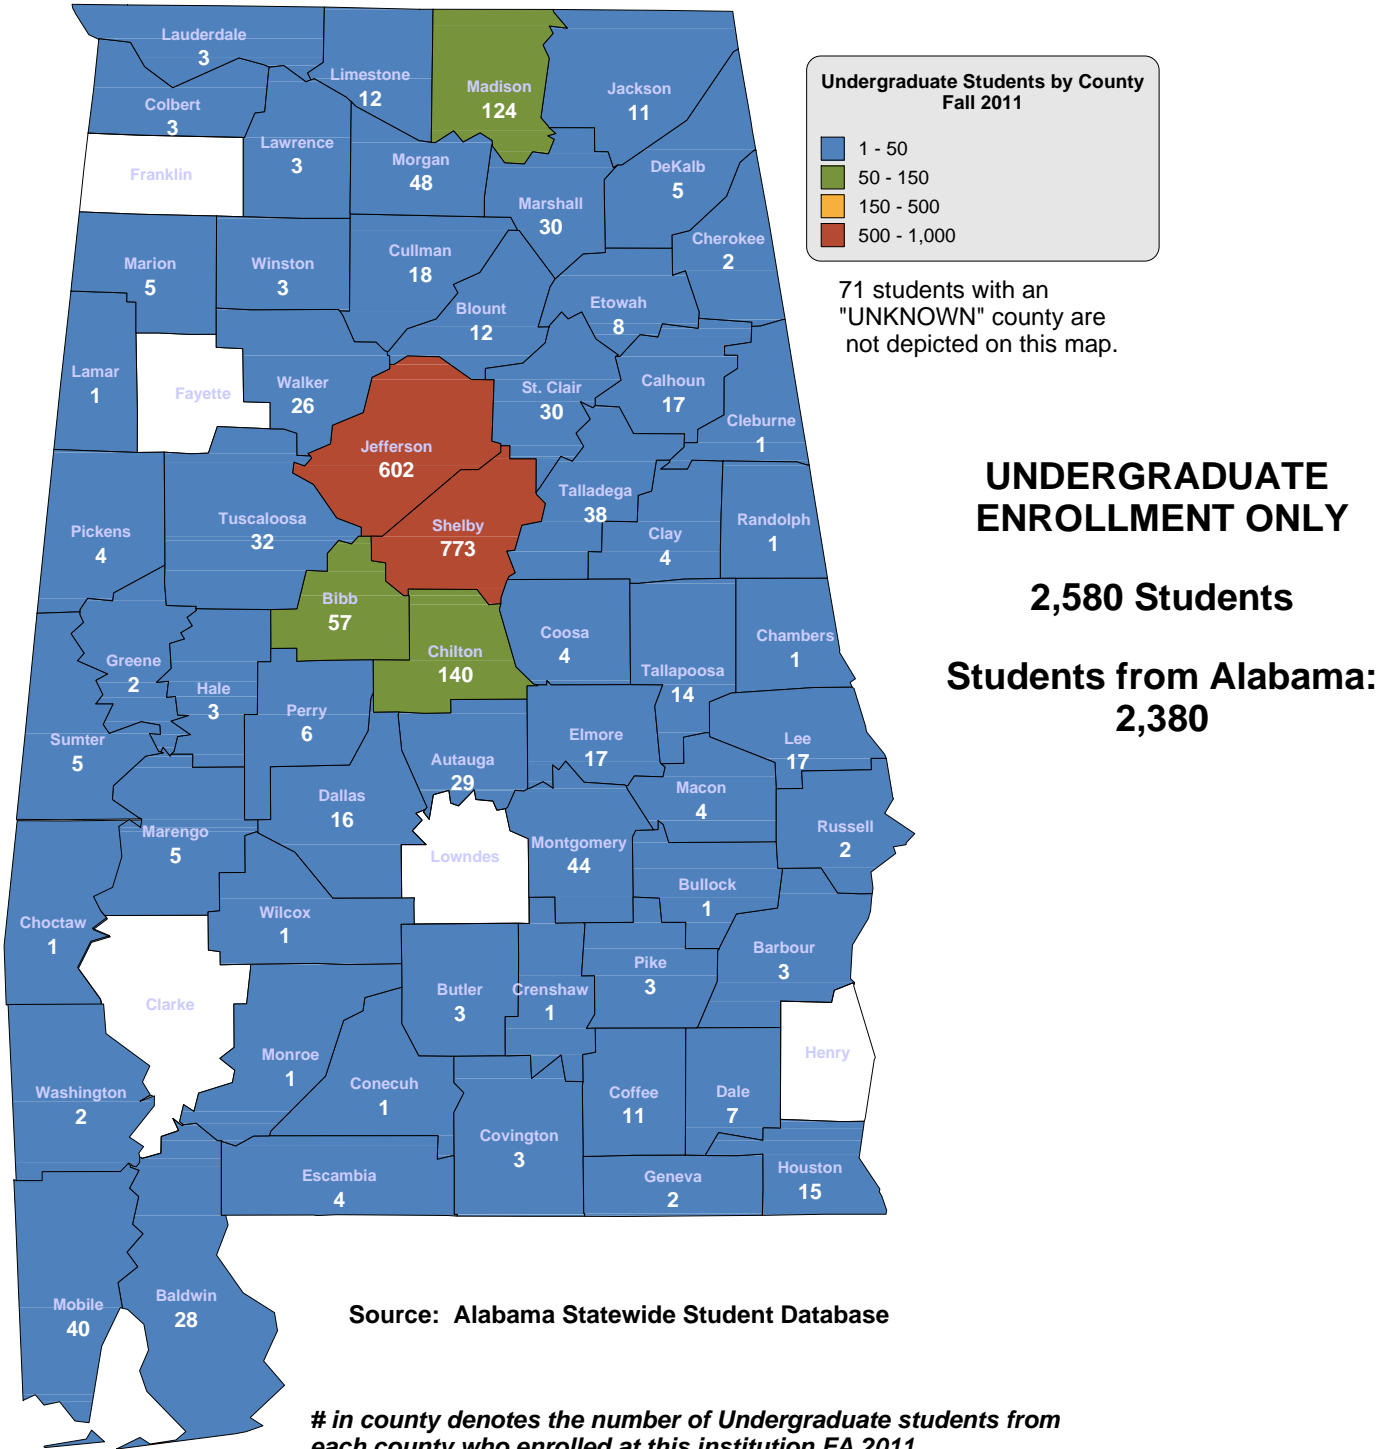 Lauderdale
3
Limestone
12
Madison
124
Jackson
11
Colbert
3
Lawrence
3
Franklin
Morgan
48
DeKalb
5
Marshall
30
Cherokee
2
Marion
5
Winston
3
Cullman
18
Blount
12
Etowah
8
Lamar
1
Fayette
Walker
26
St. Clair
30
Calhoun
17
Cleburne
1
Jefferson
602
Talladega
38
Pickens
4
Tuscaloosa
32
Shelby
773
Clay
4
Randolph
1
Bibb
57
Chilton
140
Coosa
4
Tallapoosa
14
Chambers
1
Greene
2
Hale
3
Perry
6
Sumter
5
Autauga
29
Elmore
17
Lee
17
Dallas
16
Macon
4
Marengo
5
Lowndes
Montgomery
44
Russell
2
Bullock
1
Choctaw
1
Wilcox
1
Barbour
3
Pike
3
Clarke
Butler
3
Crenshaw
1
Henry
Monroe
1
Conecuh
1
Washington
2
Coffee
11
Dale
7
Covington
3
Escambia
4
Geneva
2
Houston
15
Mobile
40
Baldwin
28
Undergraduate Students by County
Fall 2011
1 - 50
50 - 150
150 - 500
500 - 1,000
71 students with an
"UNKNOWN" county are
not depicted on this map.
UNDERGRADUATE
ENROLLMENT ONLY
2,580 Students
Students from Alabama:
2,380
Source: Alabama Statewide Student Database
# in county denotes the number of Undergraduate students from
each county who enrolled at this institution FA 2011